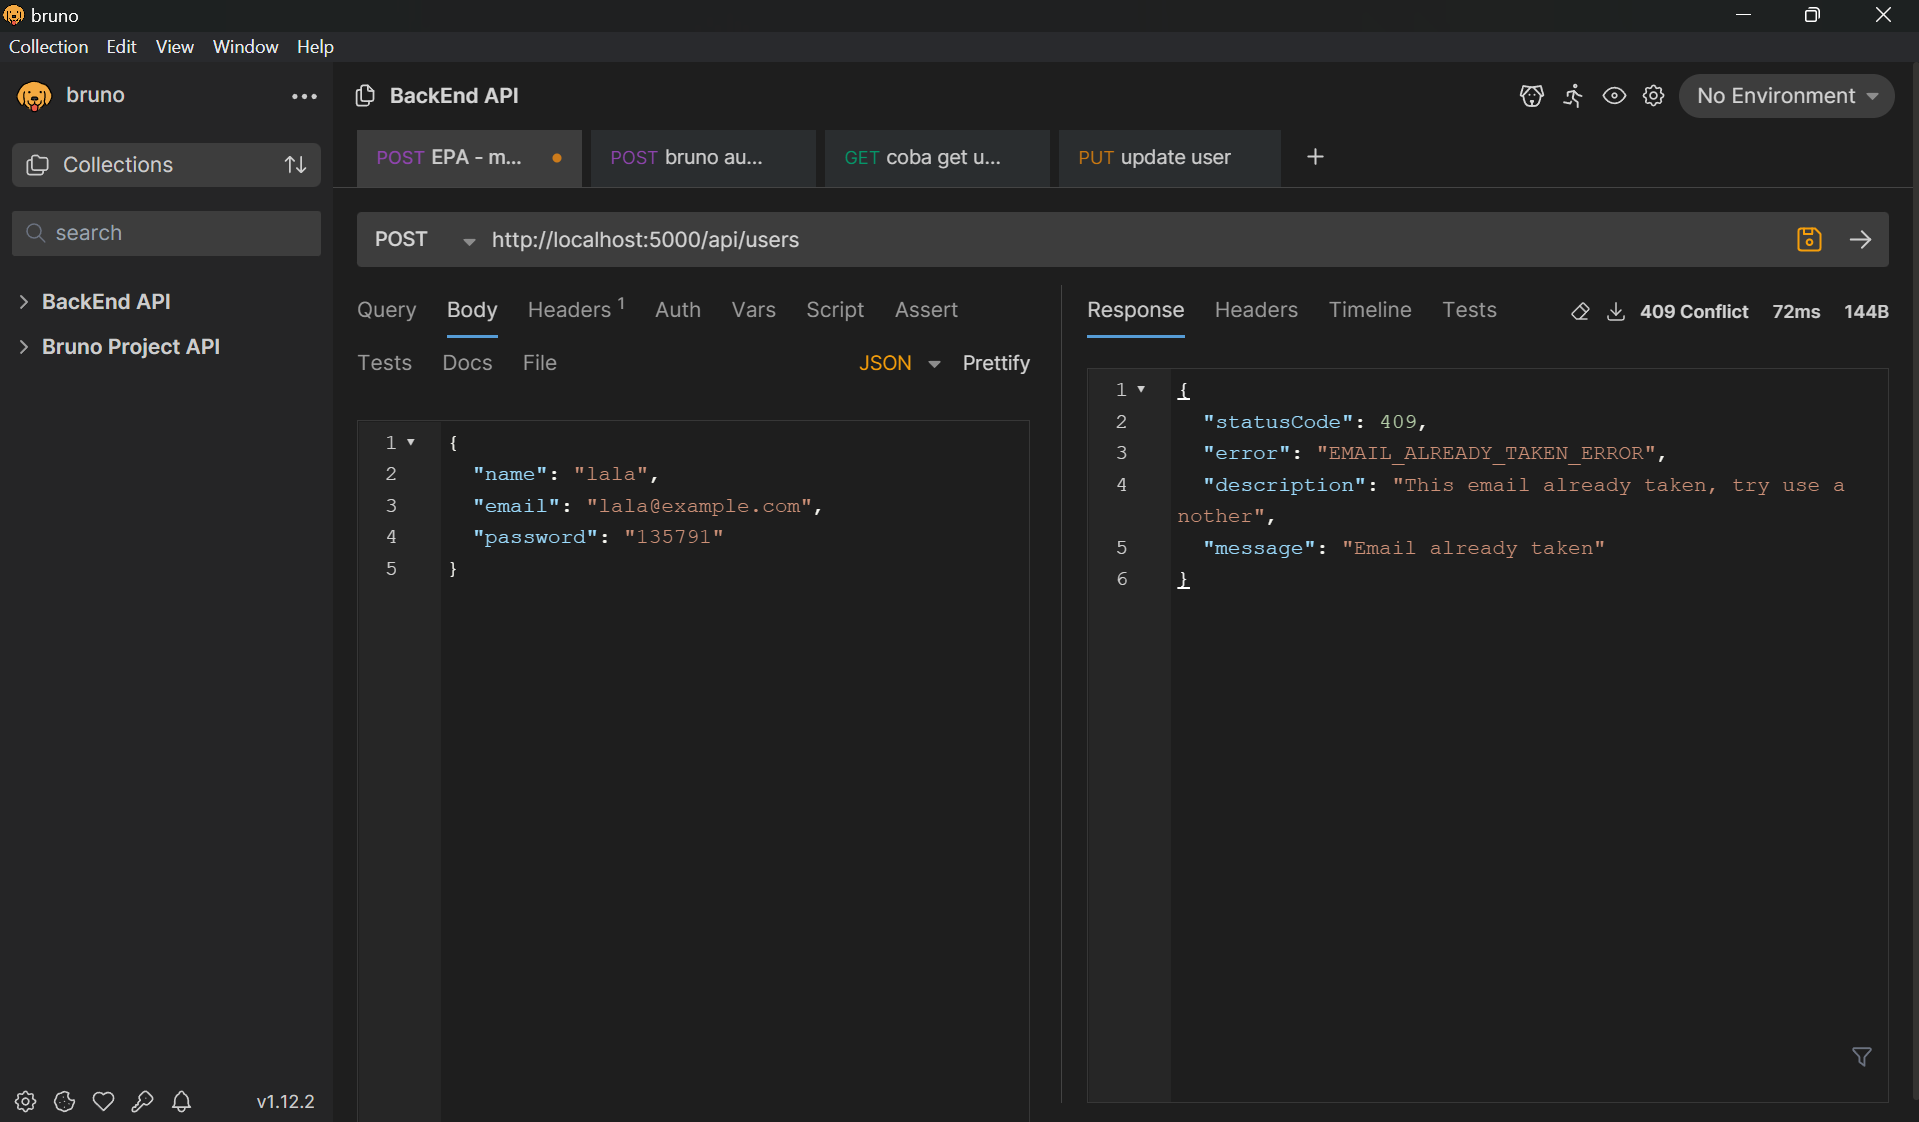 bruno
Collection Edit View Window Help
bruno
BackEnd API
No Environment
Collections
search
BackEnd API
Bruno Project API
v1.12.2
POST EPA - m...
POST bruno au...
GET coba get u...
PUT update user
POST http://localhost:5000/api/users
Query Body Headers 1 Auth Vars Script Assert
Tests Docs File JSON Prettify
1 {
2 "name": "lala",
3 "email": "lala@example.com",
4 "password": "135791"
5 }
Response Headers Timeline Tests 409 Conflict 72ms 144B
1 {
2 "statusCode": 409,
3 "error": "EMAIL_ALREADY_TAKEN_ERROR",
4 "description": "This email already taken, try use a
nother",
5 "message": "Email already taken"
6 }